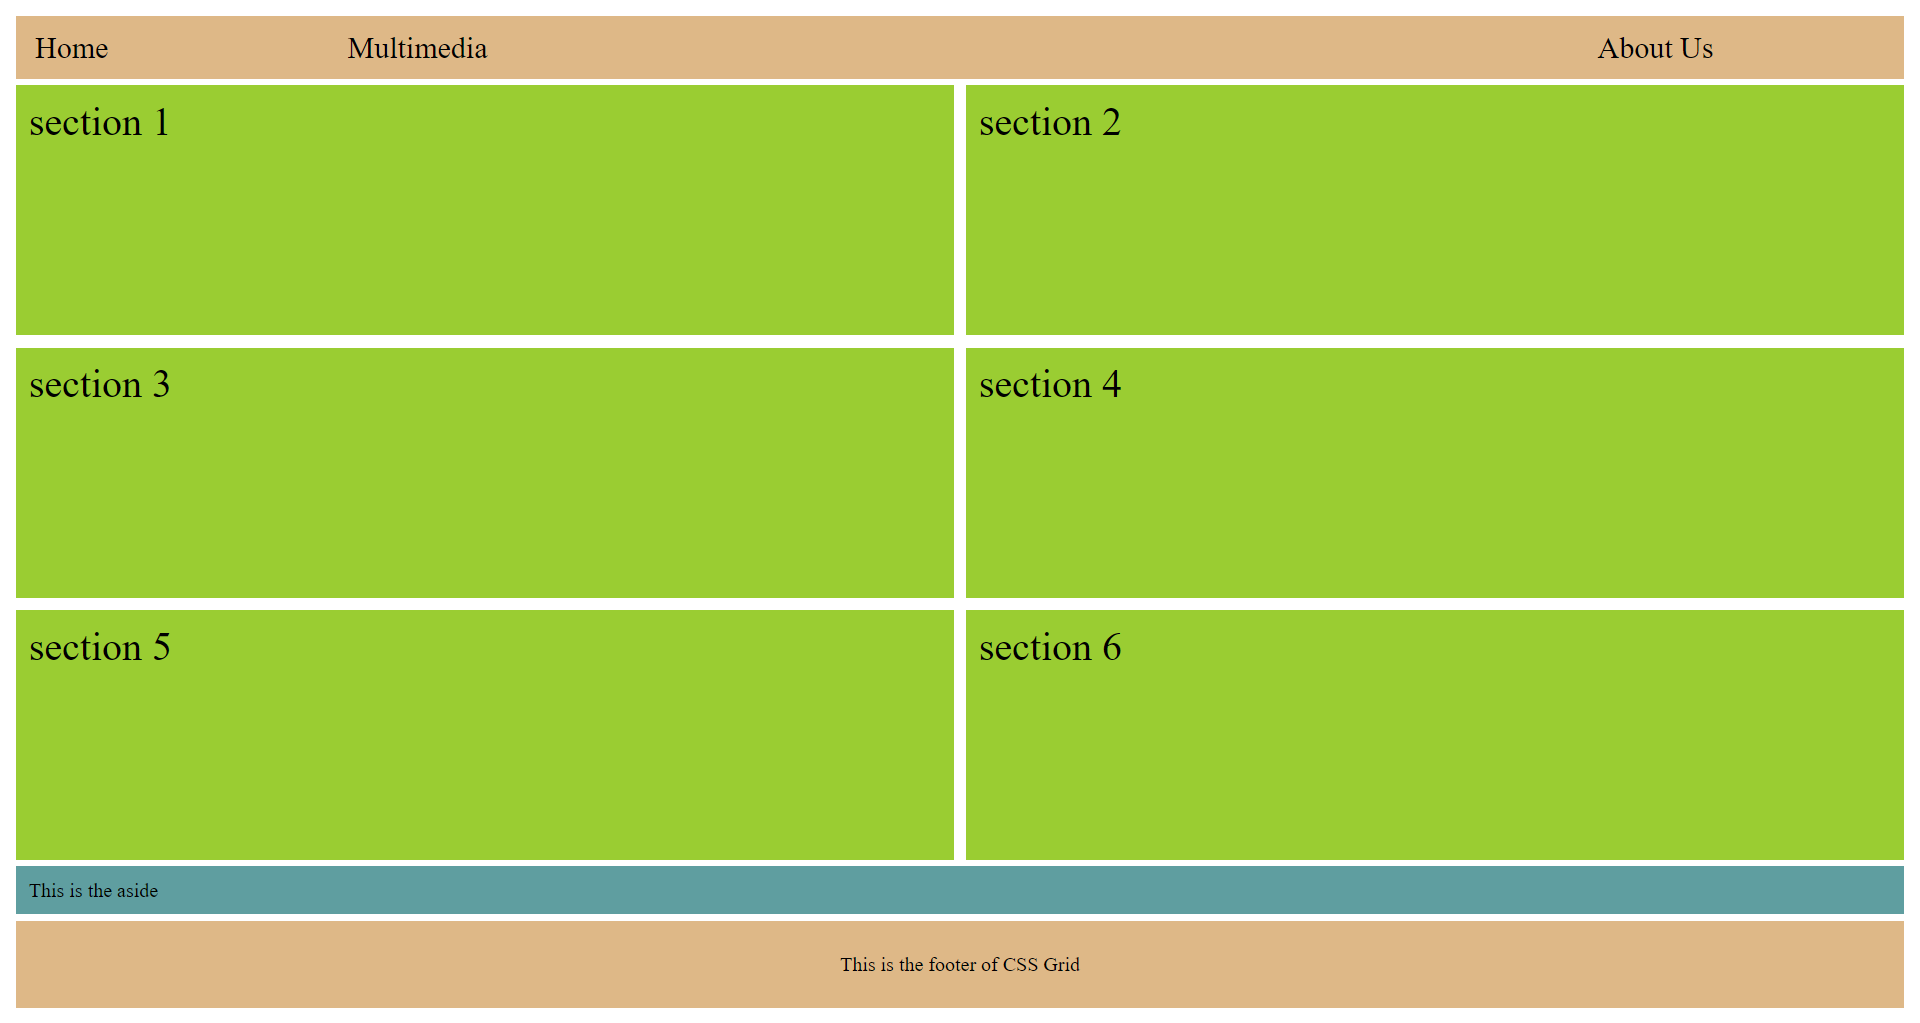 Home Multimedia About Us
section 1 section 2
section 3 section 4
section 5 section 6
This is the aside
This is the footer of CSS Grid